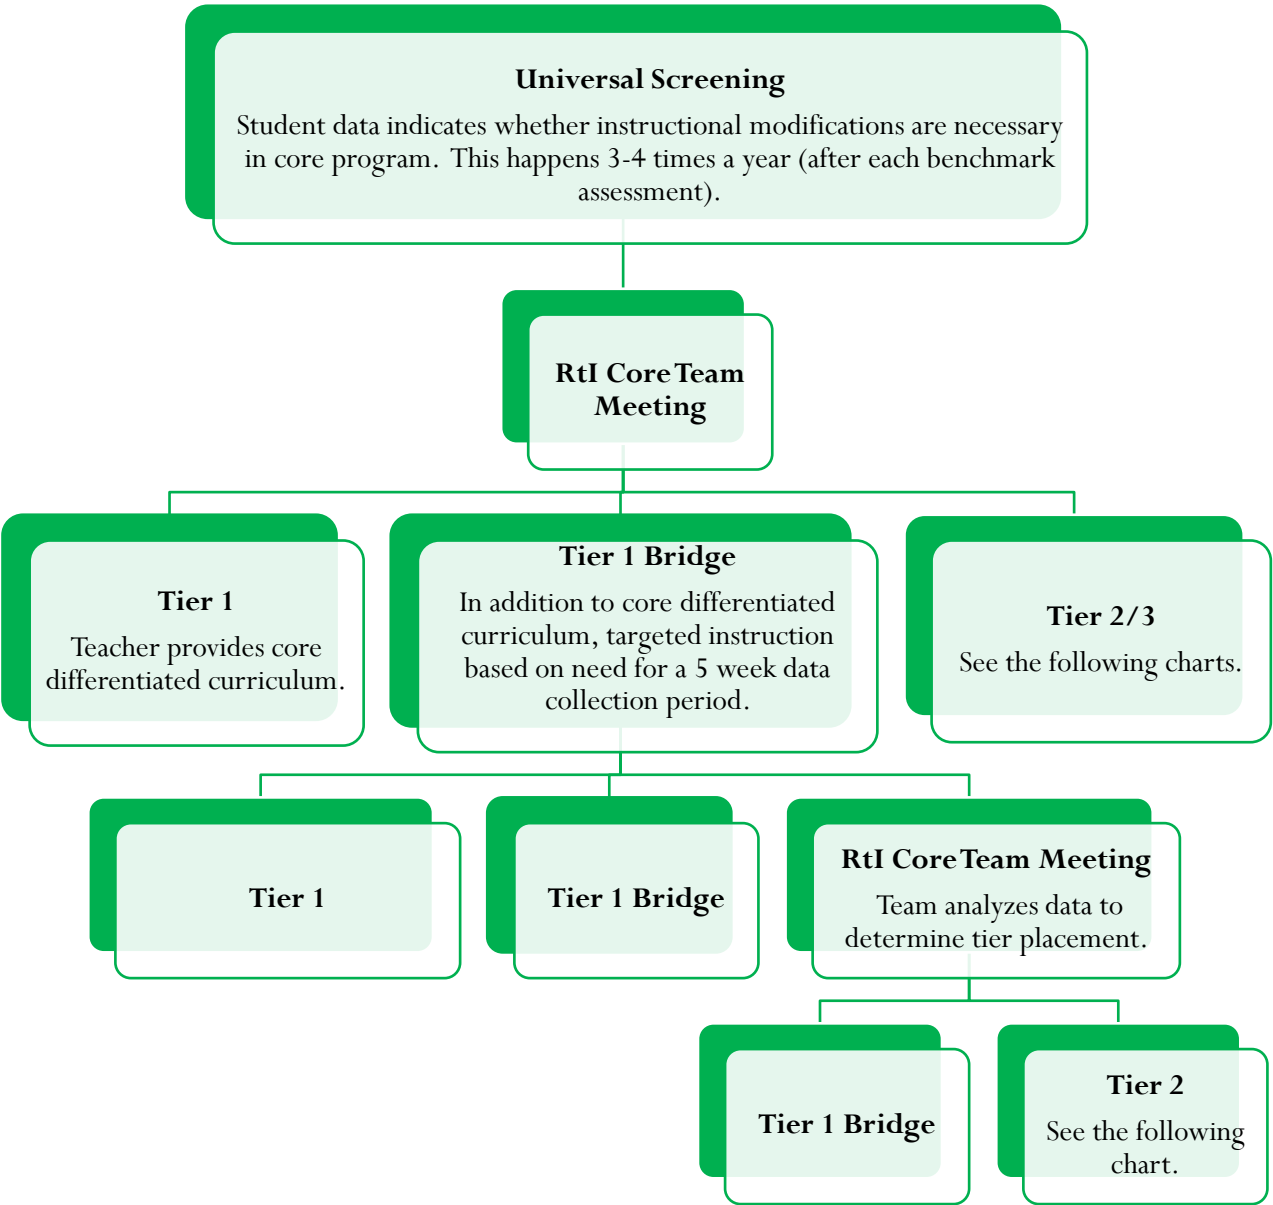 Universal Screening
Student data indicates whether instructional modifications are necessary
in core program.  This happens 3-4 times a year (after each benchmark
assessment).
RtI Core Team
Meeting
Tier 1
Teacher provides core
differentiated curriculum.
Tier 1 Bridge
In addition to core differentiated
curriculum, targeted instruction
based on need for a 5 week data
collection period.
Tier 2/3
See the following charts.
Tier 1
Tier 1 Bridge
RtI Core Team Meeting
Team analyzes data to
determine tier placement.
Tier 1 Bridge
Tier 2
See the following
chart.